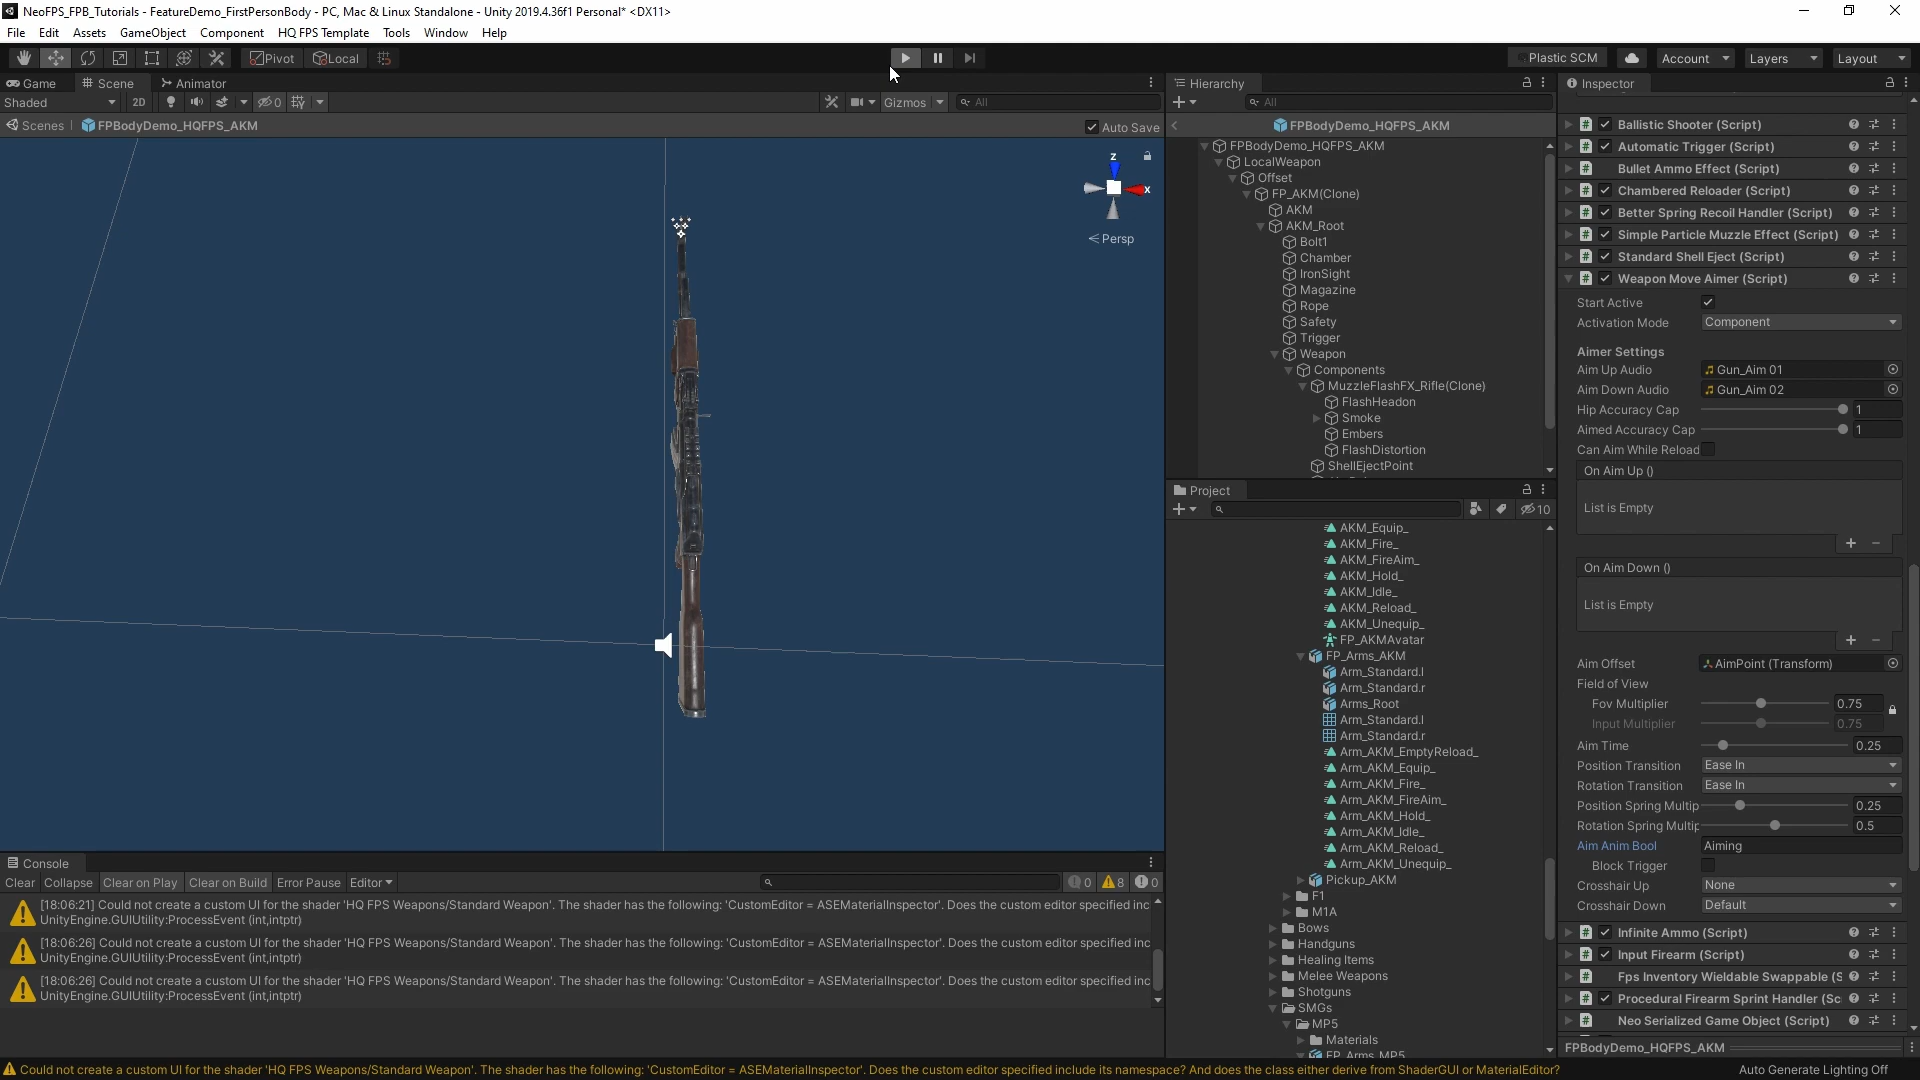 NeoFPS_FPB_Tutorials - FeatureDemo_FirstPersonBody - PC, Mac & Linux Standalone - Unity 2019.4.36f1 Personal* <DX11>
File Edit Assets GameObject Component HQ FPS Template Tools Window Help
Pivot Local Plastic SCM Account Layers Layout
Game Scene Animator
Shaded 2D 0 Gizmos All
Scenes FPBodyDemo_HQFPS_AKM Auto Save
z
x
Persp
Hierarchy
All
FPBodyDemo_HQFPS_AKM
FPBodyDemo_HQFPS_AKM
LocalWeapon
Offset
FP_AKM(Clone)
AKM
AKM_Root
Bolt1
Chamber
IronSight
Magazine
Rope
Safety
Trigger
Weapon
Components
MuzzleFlashFX_Rifle(Clone)
FlashHeadon
Smoke
Embers
FlashDistortion
ShellEjectPoint
Project
10
AKM_Equip_
AKM_Fire_
AKM_FireAim_
AKM_Hold_
AKM_Idle_
AKM_Reload_
AKM_Unequip_
FP_AKMAvatar
FP_Arms_AKM
Arm_Standard.l
Arm_Standard.r
Arms_Root
Arm_Standard.l
Arm_Standard.r
Arm_AKM_EmptyReload_
Arm_AKM_Equip_
Arm_AKM_Fire_
Arm_AKM_FireAim_
Arm_AKM_Hold_
Arm_AKM_Idle_
Arm_AKM_Reload_
Arm_AKM_Unequip_
Pickup_AKM
F1
M1A
Bows
Handguns
Healing Items
Melee Weapons
Shotguns
SMGs
MP5
Materials
FP_Arms_MP5
Inspector
Ballistic Shooter (Script)
Automatic Trigger (Script)
Bullet Ammo Effect (Script)
Chambered Reloader (Script)
Better Spring Recoil Handler (Script)
Simple Particle Muzzle Effect (Script)
Standard Shell Eject (Script)
Weapon Move Aimer (Script)
Start Active
Activation Mode Component
Aimer Settings
Aim Up Audio Gun_Aim 01
Aim Down Audio Gun_Aim 02
Hip Accuracy Cap 1
Aimed Accuracy Cap 1
Can Aim While Reload
On Aim Up ()
List is Empty
+ −
On Aim Down ()
List is Empty
+ −
Aim Offset AimPoint (Transform)
Field of View
Fov Multiplier 0.75
Input Multiplier 0.75
Aim Time 0.25
Position Transition Ease In
Rotation Transition Ease In
Position Spring Multip 0.25
Rotation Spring Multip 0.5
Aim Anim Bool Aiming
Block Trigger
Crosshair Up None
Crosshair Down Default
Infinite Ammo (Script)
Input Firearm (Script)
Fps Inventory Wieldable Swappable (S
Procedural Firearm Sprint Handler (Sc
Neo Serialized Game Object (Script)
FPBodyDemo_HQFPS_AKM
Console
Clear Collapse Clear on Play Clear on Build Error Pause Editor 0 8 0
[18:06:21] Could not create a custom UI for the shader 'HQ FPS Weapons/Standard Weapon'. The shader has the following: 'CustomEditor = ASEMaterialInspector'. Does the custom editor specified inc
UnityEngine.GUIUtility:ProcessEvent (int,intptr)
[18:06:26] Could not create a custom UI for the shader 'HQ FPS Weapons/Standard Weapon'. The shader has the following: 'CustomEditor = ASEMaterialInspector'. Does the custom editor specified inc
UnityEngine.GUIUtility:ProcessEvent (int,intptr)
[18:06:26] Could not create a custom UI for the shader 'HQ FPS Weapons/Standard Weapon'. The shader has the following: 'CustomEditor = ASEMaterialInspector'. Does the custom editor specified inc
UnityEngine.GUIUtility:ProcessEvent (int,intptr)
Could not create a custom UI for the shader 'HQ FPS Weapons/Standard Weapon'. The shader has the following: 'CustomEditor = ASEMaterialInspector'. Does the custom editor specified include its namespace? And does the class either derive from ShaderGUI or MaterialEditor?
Auto Generate Lighting Off